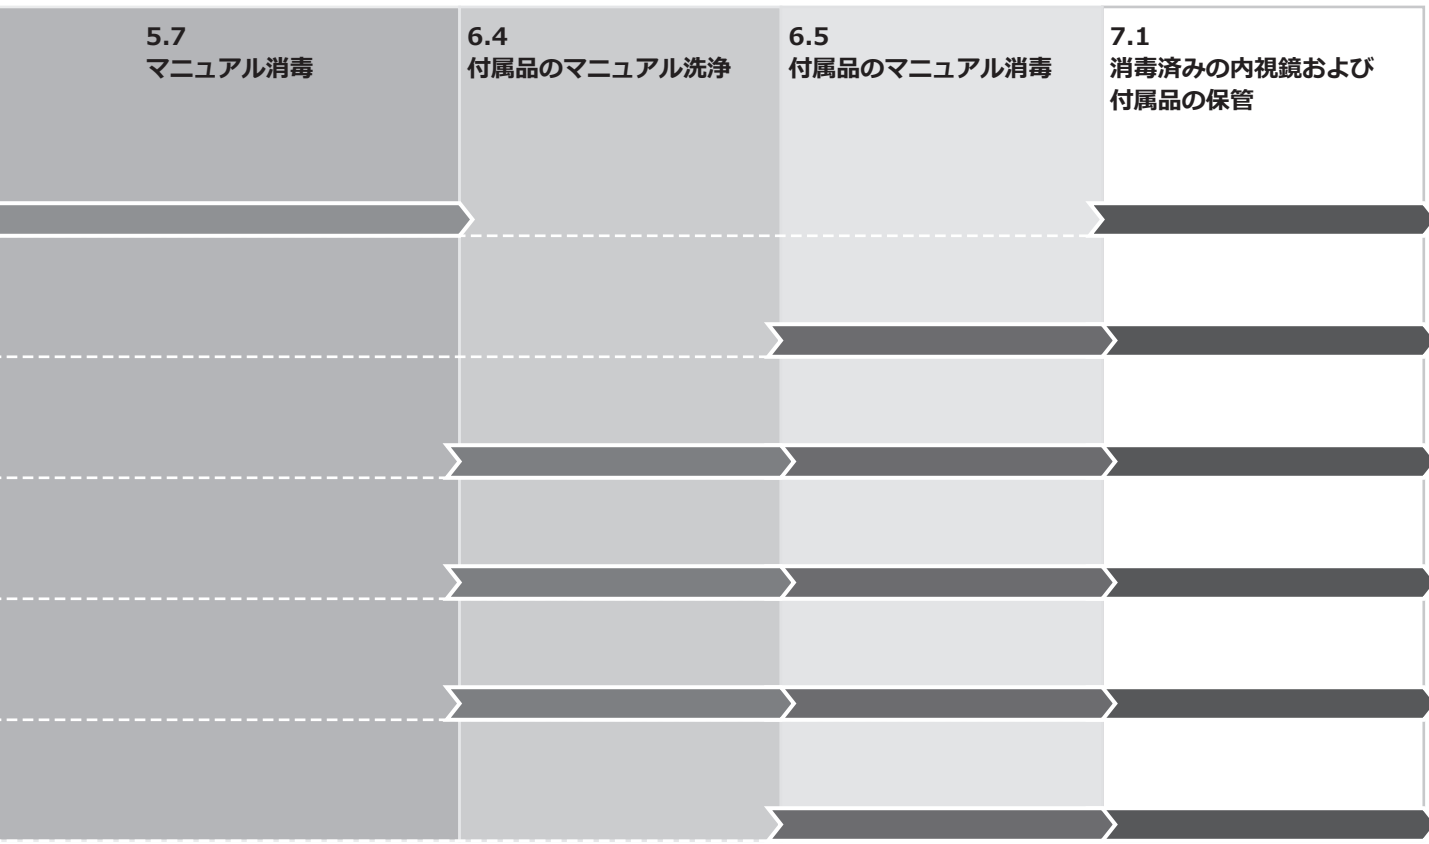 5.7
マニュアル消毒
6.4
付属品のマニュアル洗浄
6.5
付属品のマニュアル消毒
7.1
消毒済みの内視鏡および
付属品の保管